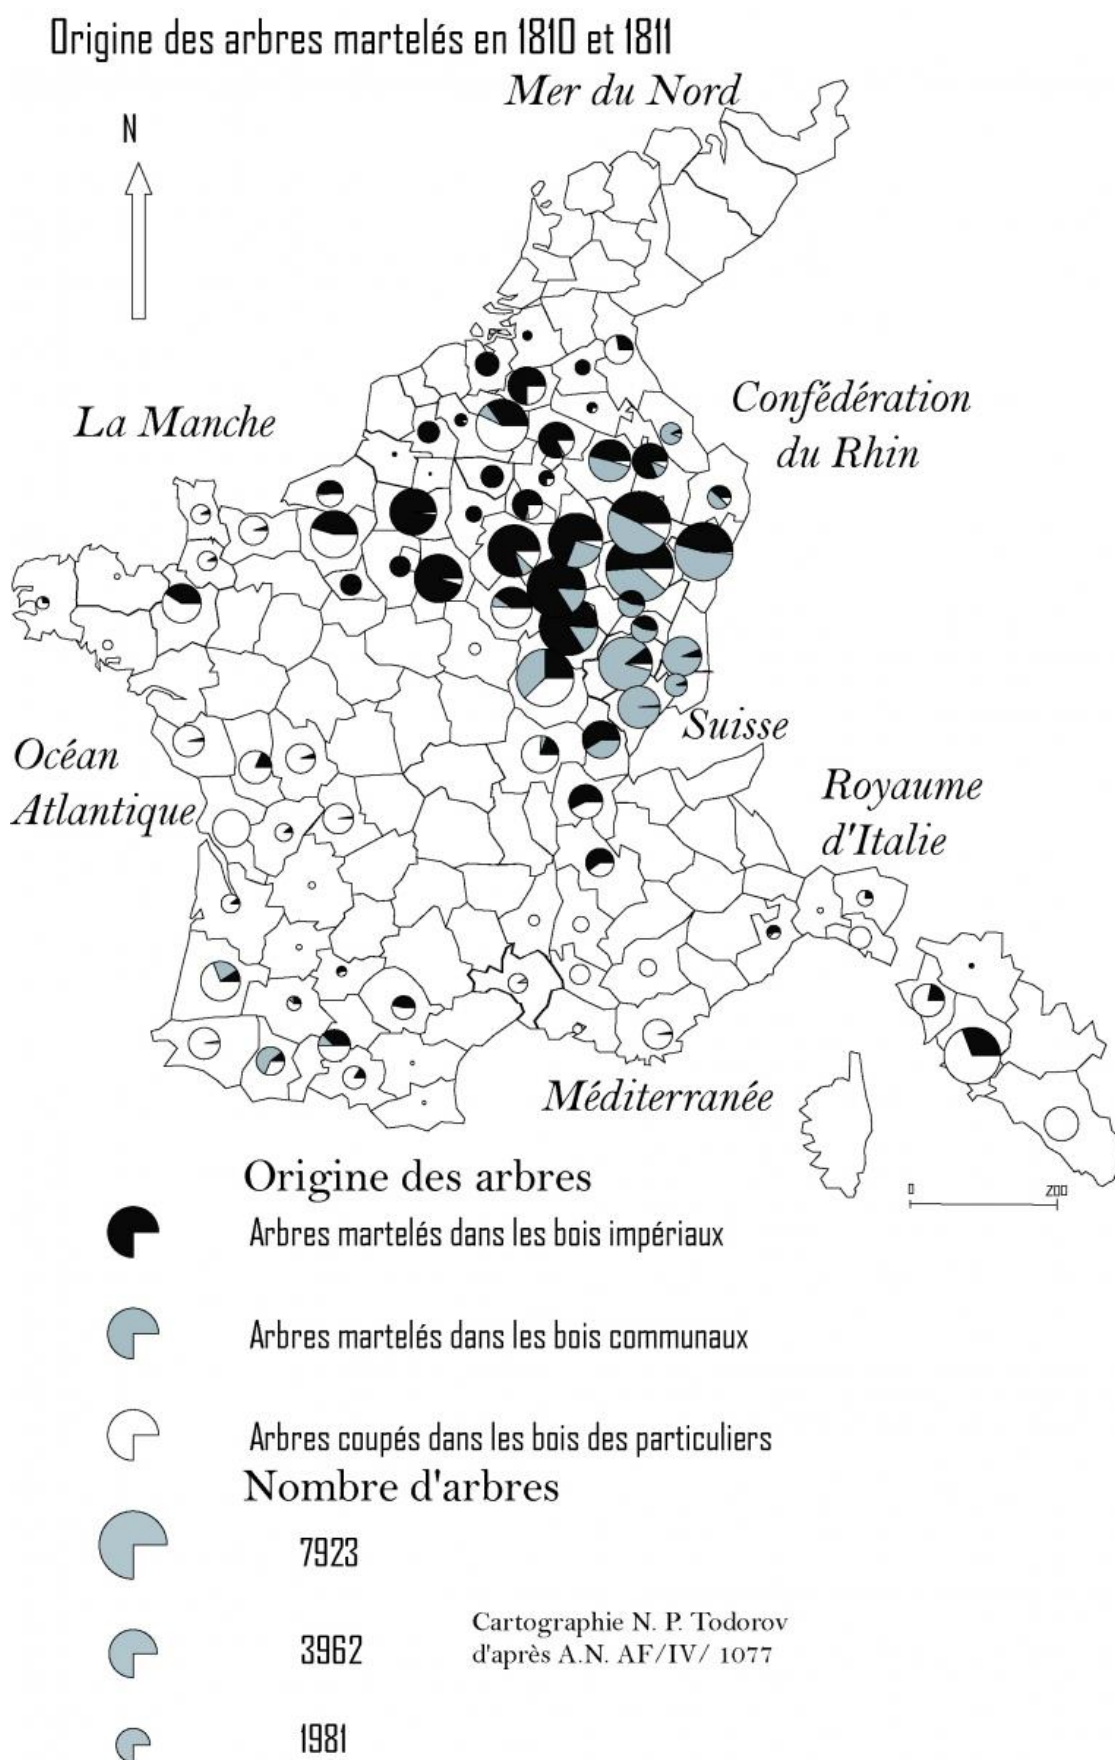 Origine des arbres martelés en 1810 et 1811
Mer du Nord
N
La Manche
Confédération
du Rhin
Océan
Atlantique
Suisse
Royaume
d'Italie
Méditerranée
0 200
Origine des arbres
Arbres martelés dans les bois impériaux
Arbres martelés dans les bois communaux
Arbres coupés dans les bois des particuliers
Nombre d'arbres
7923
3962
Cartographie N. P. Todorov
d'après A.N. AF/IV/ 1077
1981